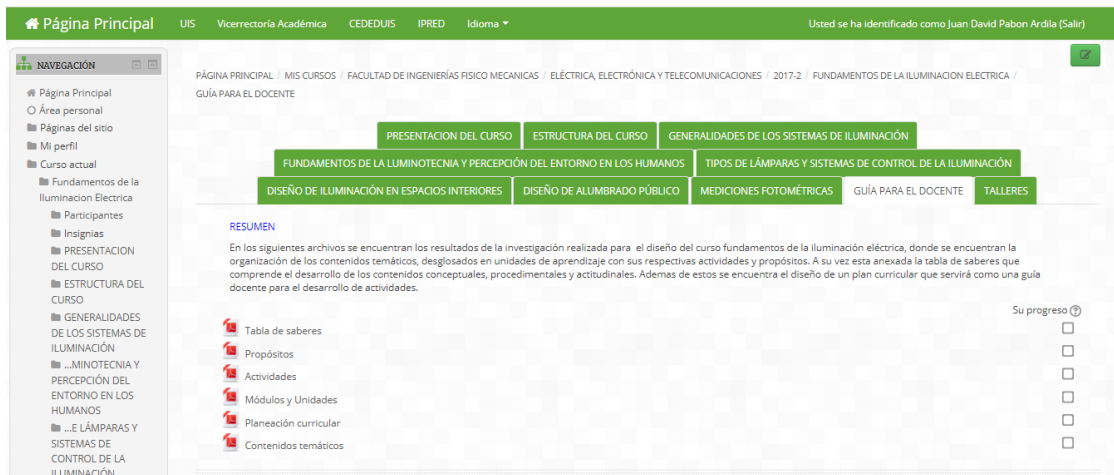 Página Principal UIS Vicerrectoría Académica CEDEDUIS IPRED Idioma Usted se ha identificado como Juan David Pabon Ardila (Salir)
NAVEGACIÓN
Página Principal
Área personal
Páginas del sitio
Mi perfil
Curso actual
Fundamentos de la
Iluminacion Electrica
Participantes
Insignias
PRESENTACION
DEL CURSO
ESTRUCTURA DEL
CURSO
GENERALIDADES
DE LOS SISTEMAS DE
ILUMINACIÓN
...MINOTECNIA Y
PERCEPCIÓN DEL
ENTORNO EN LOS
HUMANOS
...E LÁMPARAS Y
SISTEMAS DE
CONTROL DE LA
ILUMINACIÓN
PÁGINA PRINCIPAL / MIS CURSOS / FACULTAD DE INGENIERÍAS FISICO MECANICAS / ELÉCTRICA, ELECTRÓNICA Y TELECOMUNICACIONES / 2017-2 / FUNDAMENTOS DE LA ILUMINACION ELECTRICA /
GUÍA PARA EL DOCENTE
PRESENTACION DEL CURSO ESTRUCTURA DEL CURSO GENERALIDADES DE LOS SISTEMAS DE ILUMINACIÓN
FUNDAMENTOS DE LA LUMINOTECNIA Y PERCEPCIÓN DEL ENTORNO EN LOS HUMANOS TIPOS DE LÁMPARAS Y SISTEMAS DE CONTROL DE LA ILUMINACIÓN
DISEÑO DE ILUMINACIÓN EN ESPACIOS INTERIORES DISEÑO DE ALUMBRADO PÚBLICO MEDICIONES FOTOMÉTRICAS GUÍA PARA EL DOCENTE TALLERES
RESUMEN
En los siguientes archivos se encuentran los resultados de la investigación realizada para el diseño del curso fundamentos de la iluminación eléctrica, donde se encuentran la
organización de los contenidos temáticos, desglosados en unidades de aprendizaje con sus respectivas actividades y propósitos. A su vez esta anexada la tabla de saberes que
comprende el desarrollo de los contenidos conceptuales, procedimentales y actitudinales. Ademas de estos se encuentra el diseño de un plan curricular que servirá como una guía
docente para el desarrollo de actividades.
Su progreso
Tabla de saberes
Propósitos
Actividades
Módulos y Unidades
Planeación curricular
Contenidos temáticos